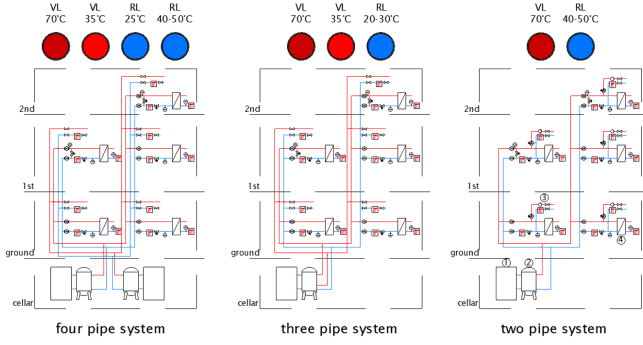 VL VL RL RL
70°C 35°C 25°C 40-50°C
VL VL RL
70°C 35°C 20-30°C
VL RL
70°C 40-50°C
2nd
1st
ground
cellar
2nd
1st
ground
cellar
2nd
1st
ground
cellar
3
4
1 2
four pipe system
three pipe system
two pipe system